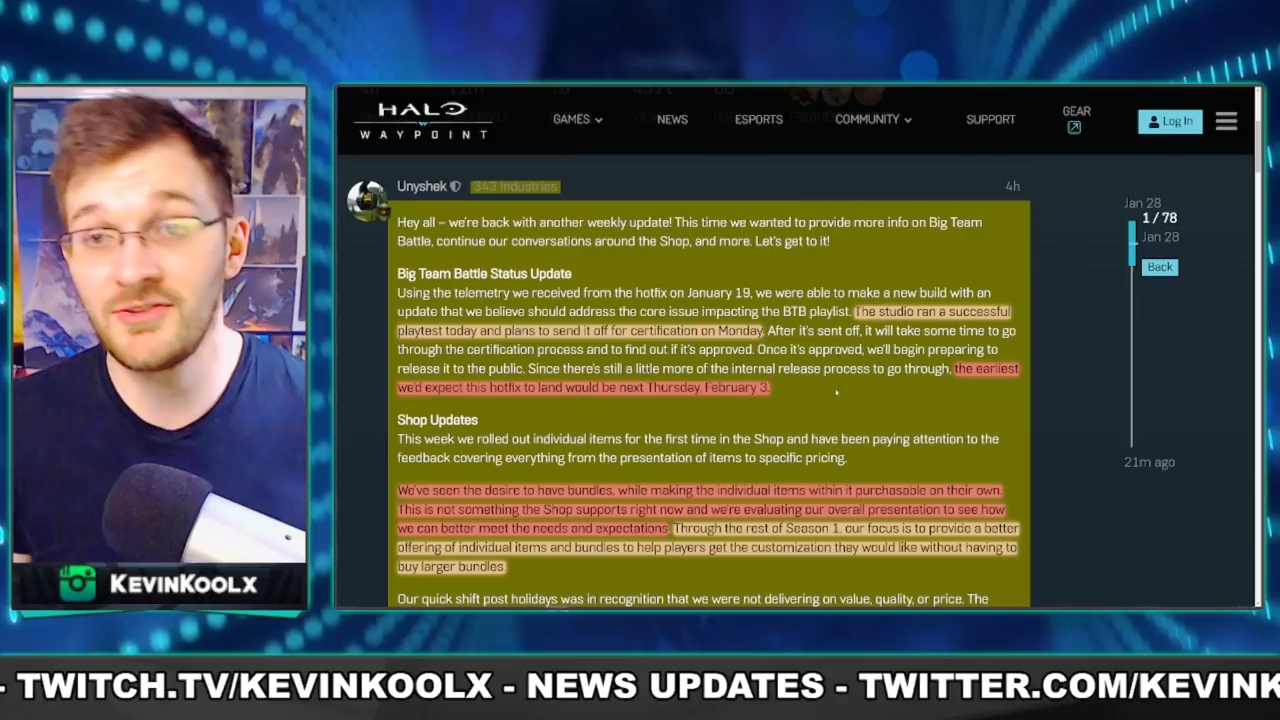 HALO
WAYPOINT
GAMES
NEWS
ESPORTS
COMMUNITY
SUPPORT
GEAR
Log In
Unyshek
343 Industries
4h
Hey all – we're back with another weekly update! This time we wanted to provide more info on Big Team
Battle, continue our conversations around the Shop, and more. Let's get to it!
Big Team Battle Status Update
Using the telemetry we received from the hotfix on January 19, we were able to make a new build with an
update that we believe should address the core issue impacting the BTB playlist. The studio ran a successful
playtest today and plans to send it off for certification on Monday. After it's sent off, it will take some time to go
through the certification process and to find out if it's approved. Once it's approved, we'll begin preparing to
release it to the public. Since there's still a little more of the internal release process to go through, the earliest
we'd expect this hotfix to land would be next Thursday, February 3.
Shop Updates
This week we rolled out individual items for the first time in the Shop and have been paying attention to the
feedback covering everything from the presentation of items to specific pricing.
We've seen the desire to have bundles, while making the individual items within it purchasable on their own.
This is not something the Shop supports right now and we're evaluating our overall presentation to see how
we can better meet the needs and expectations. Through the rest of Season 1, our focus is to provide a better
offering of individual items and bundles to help players get the customization they would like without having to
buy larger bundles.
Our quick shift post holidays was in recognition that we were not delivering on value, quality, or price. The
Jan 28
1 / 78
Jan 28
Back
21m ago
KEVINKOOLX
- TWITCH.TV/KEVINKOOLX - NEWS UPDATES - TWITTER.COM/KEVINK